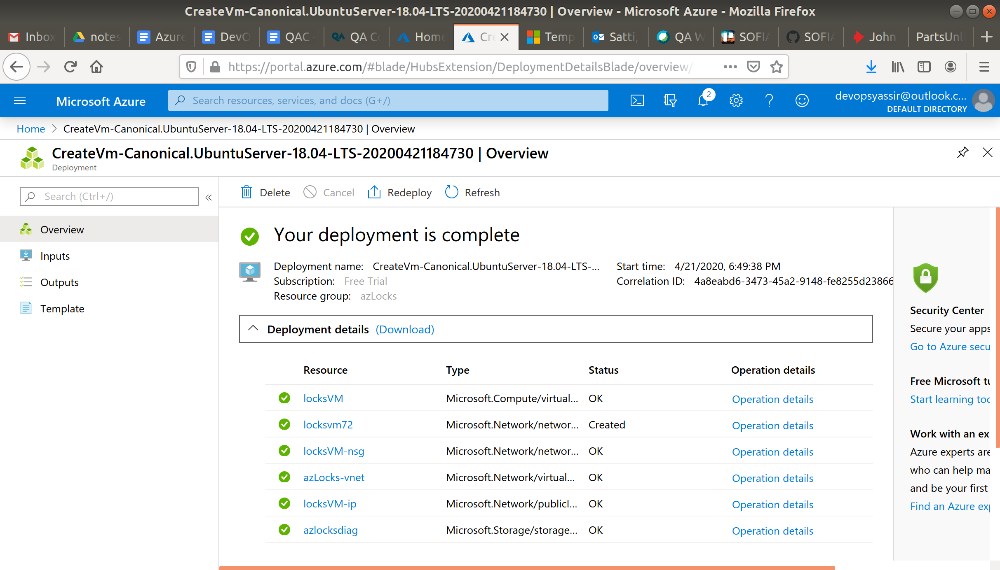 CreateVm-Canonical.UbuntuServer-18.04-LTS-20200421184730 | Overview - Microsoft Azure - Mozilla Firefox
Inbox notes Azure DevO QAC - QA Co Home Cre Temp Satti, QA W SOFIA SOFIA John PartsUnl
https://portal.azure.com/#blade/HubsExtension/DeploymentDetailsBlade/overview/
Microsoft Azure
Search resources, services, and docs (G+/)
2
devopsyassir@outlook.c...
DEFAULT DIRECTORY
Home > CreateVm-Canonical.UbuntuServer-18.04-LTS-20200421184730 | Overview
CreateVm-Canonical.UbuntuServer-18.04-LTS-20200421184730 | Overview
Deployment
Search (Ctrl+/)
«
Overview
Inputs
Outputs
Template
Delete Cancel Redeploy Refresh
Your deployment is complete
Deployment name: CreateVm-Canonical.UbuntuServer-18.04-LTS-...
Subscription: Free Trial
Resource group: azLocks
Start time: 4/21/2020, 6:49:38 PM
Correlation ID: 4a8eabd6-3473-45a2-9148-fe8255d23866
Deployment details (Download)
Resource Type Status Operation details
locksVM Microsoft.Compute/virtual... OK Operation details
locksvm72 Microsoft.Network/networ... Created Operation details
locksVM-nsg Microsoft.Network/networ... OK Operation details
azLocks-vnet Microsoft.Network/virtual... OK Operation details
locksVM-ip Microsoft.Network/publicI... OK Operation details
azlocksdiag Microsoft.Storage/storage... OK Operation details
Security Center
Secure your apps
Go to Azure secu
Free Microsoft tu
Start learning toc
Work with an exp
Azure experts are
who can help ma
and be your first
Find an Azure exp